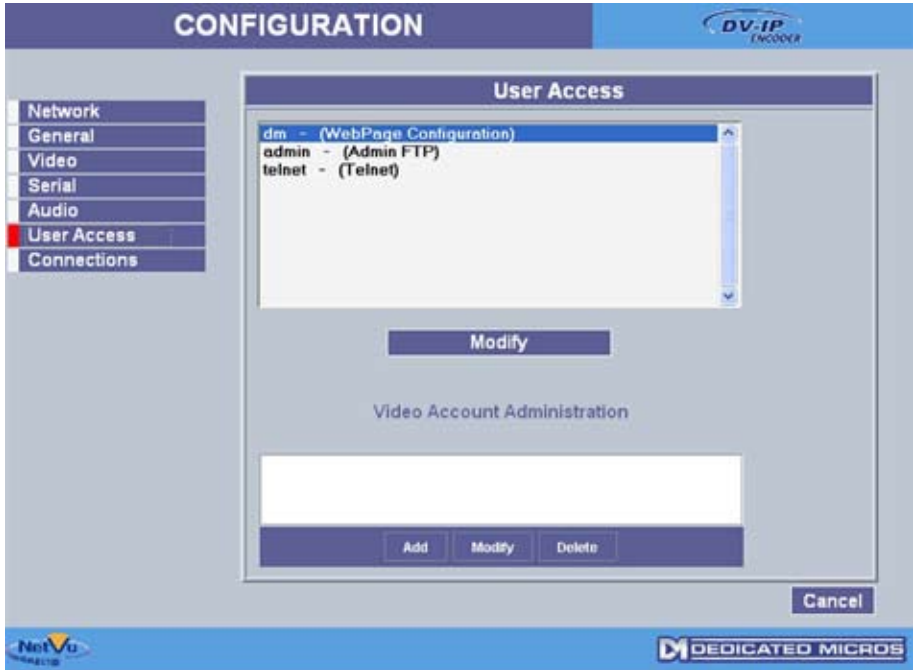 CONFIGURATION
DV-IP
ENCODER
User Access
Network
General
Video
Serial
Audio
User Access
Connections
dm - (WebPage Configuration)
admin - (Admin FTP)
telnet - (Telnet)
Modify
Video Account Administration
Add Modify Delete
Cancel
NetVu
DEDICATED MICROS